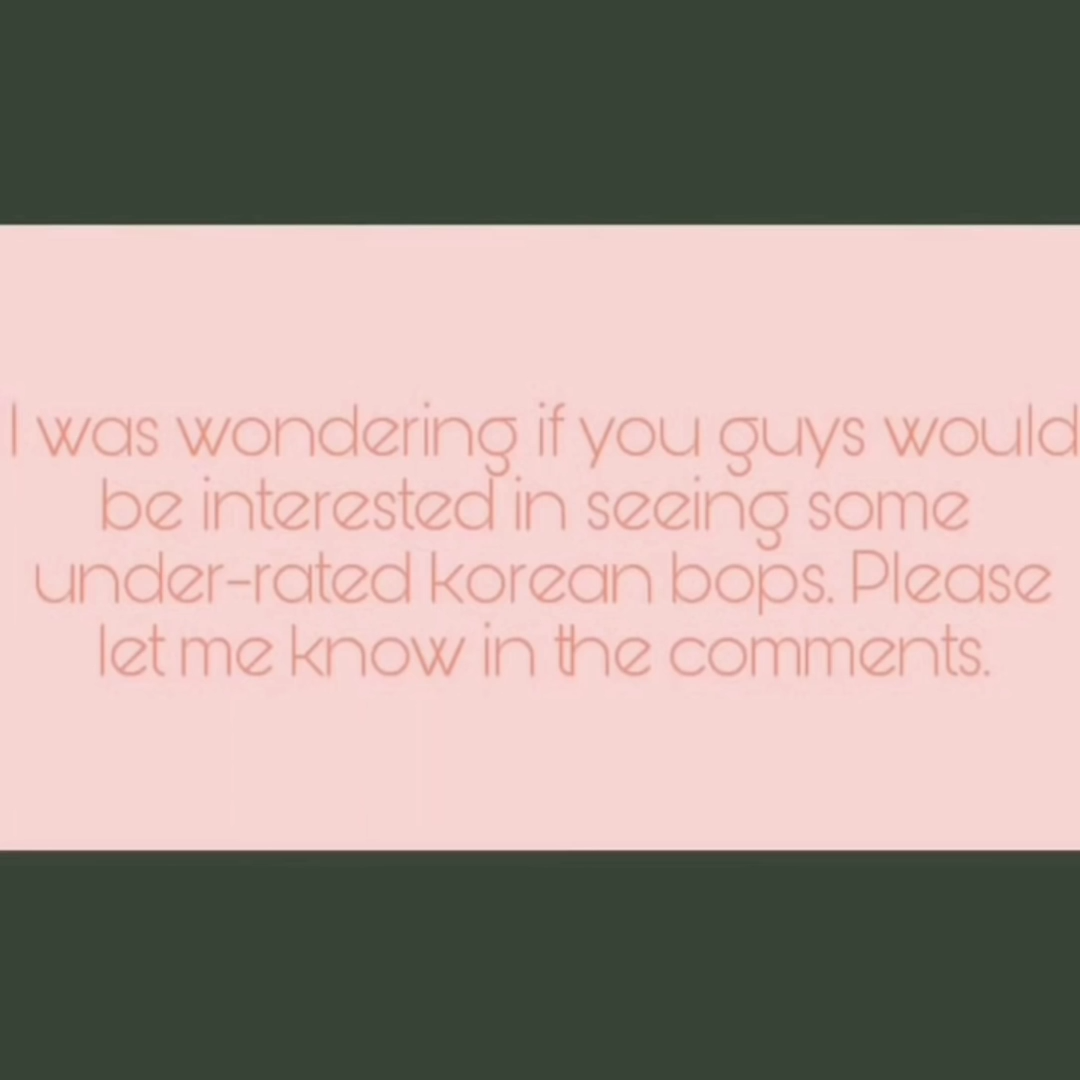 I was wondering if you guys would
be interested in seeing some
under-rated korean bops. Please
let me know in the comments.